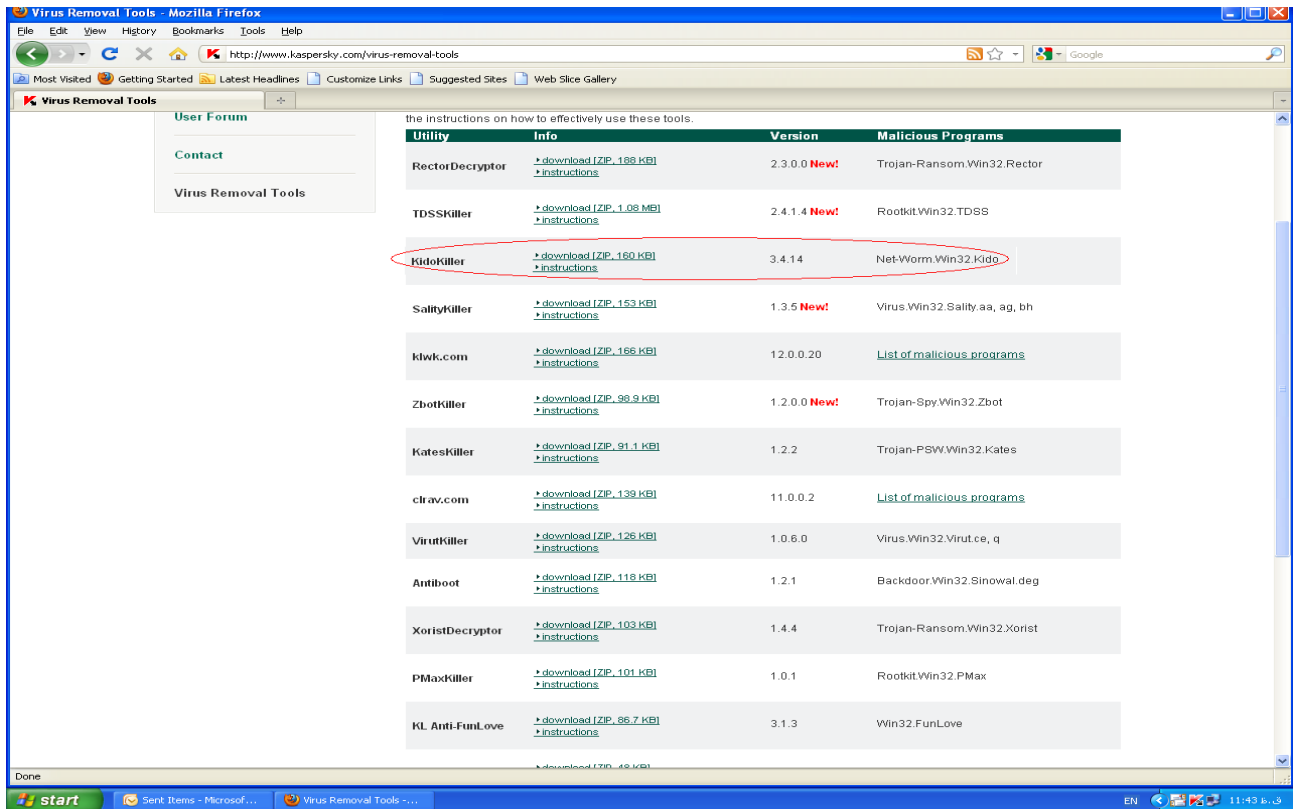 Virus Removal Tools - Mozilla Firefox
File Edit View History Bookmarks Tools Help
http://www.kaspersky.com/virus-removal-tools
Google
Most Visited Getting Started Latest Headlines Customize Links Suggested Sites Web Slice Gallery
Virus Removal Tools
User Forum
Contact
Virus Removal Tools
the instructions on how to effectively use these tools.
Utility Info Version Malicious Programs
RectorDecryptor download [ZIP, 188 KB] 2.3.0.0 New! Trojan-Ransom.Win32.Rector
instructions
TDSSKiller download [ZIP, 1.08 MB] 2.4.1.4 New! Rootkit.Win32.TDSS
instructions
KidoKiller download [ZIP, 160 KB] 3.4.14 Net-Worm.Win32.Kido
instructions
SalityKiller download [ZIP, 153 KB] 1.3.5 New! Virus.Win32.Sality.aa, ag, bh
instructions
klwk.com download [ZIP, 166 KB] 12.0.0.20 List of malicious programs
instructions
ZbotKiller download [ZIP, 98.9 KB] 1.2.0.0 New! Trojan-Spy.Win32.Zbot
instructions
KatesKiller download [ZIP, 91.1 KB] 1.2.2 Trojan-PSW.Win32.Kates
instructions
clrav.com download [ZIP, 139 KB] 11.0.0.2 List of malicious programs
instructions
VirutKiller download [ZIP, 126 KB] 1.0.6.0 Virus.Win32.Virut.ce, q
instructions
Antiboot download [ZIP, 118 KB] 1.2.1 Backdoor.Win32.Sinowal.deg
instructions
XoristDecryptor download [ZIP, 103 KB] 1.4.4 Trojan-Ransom.Win32.Xorist
instructions
PMaxKiller download [ZIP, 101 KB] 1.0.1 Rootkit.Win32.PMax
instructions
KL Anti-FunLove download [ZIP, 86.7 KB] 3.1.3 Win32.FunLove
instructions
download [ZIP, 48 KB]
Done
start Sent Items - Microsof... Virus Removal Tools -... EN 11:43 ق.ظ